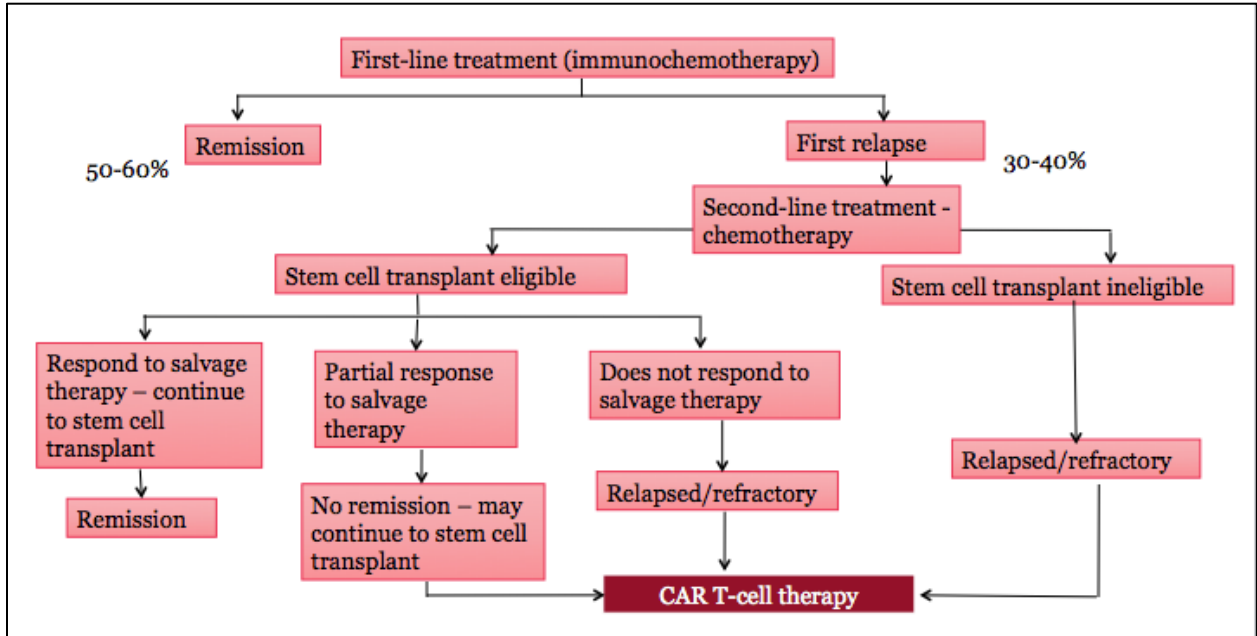 First-line treatment (immunochemotherapy)
Remission
First relapse
50-60%
30-40%
Second-line treatment -
chemotherapy
Stem cell transplant eligible
Stem cell transplant ineligible
Respond to salvage
therapy – continue
to stem cell
transplant
Partial response
to salvage
therapy
Does not respond to
salvage therapy
Relapsed/refractory
Remission
No remission – may
continue to stem cell
transplant
Relapsed/refractory
CAR T-cell therapy